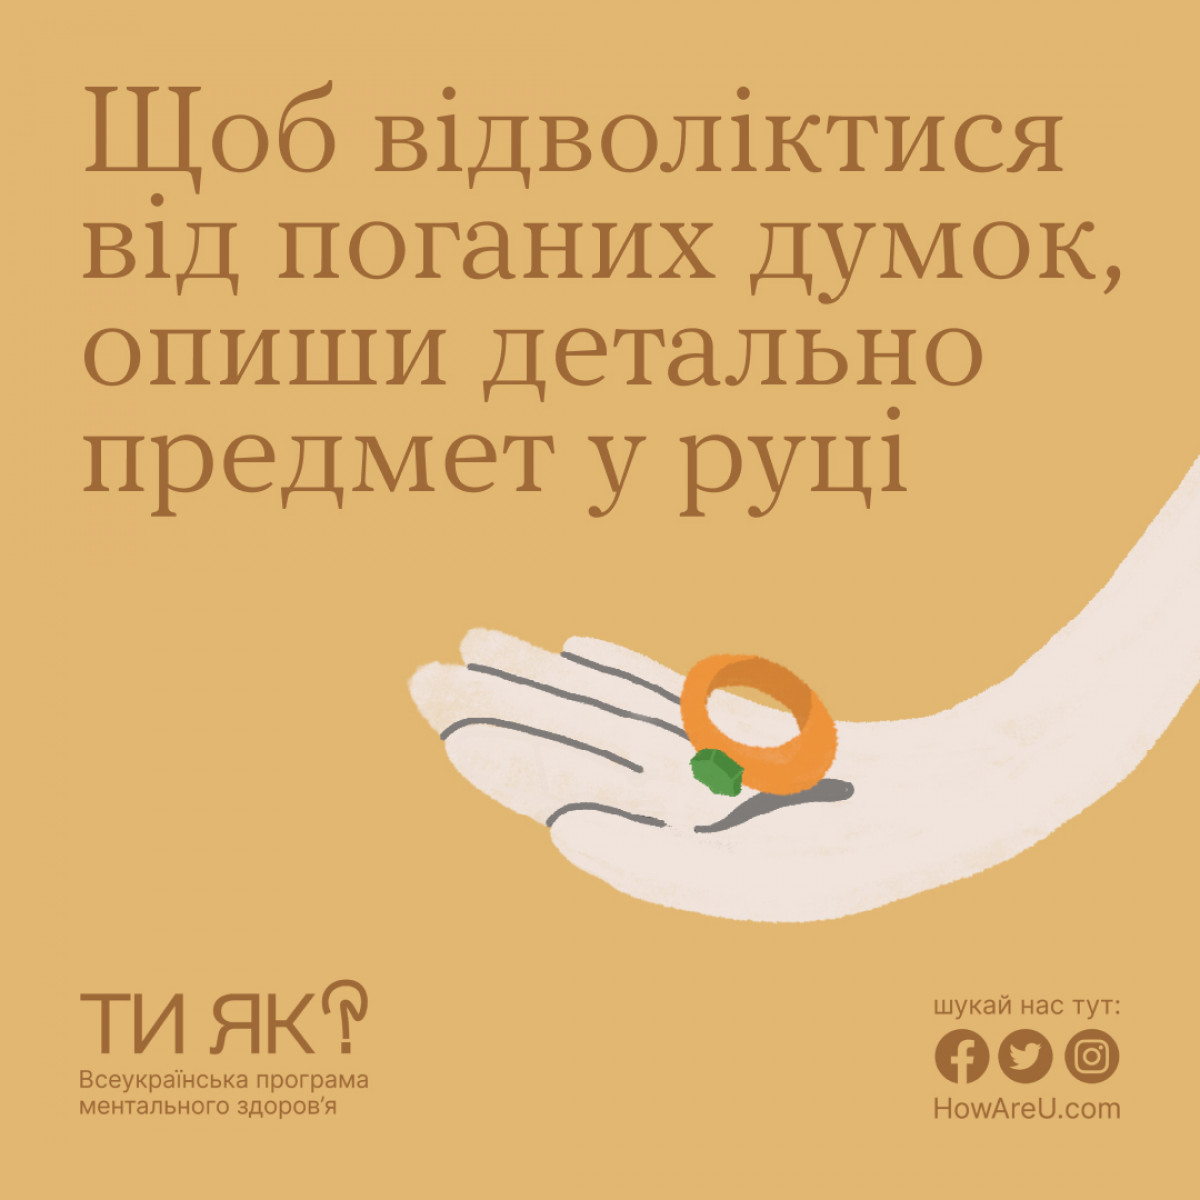 Щоб відволіктися
від поганих думок,
опиши детально
предмет у руці
ТИ ЯК?
Всеукраїнська програма
ментального здоров’я
шукай нас тут:
HowAreU.com